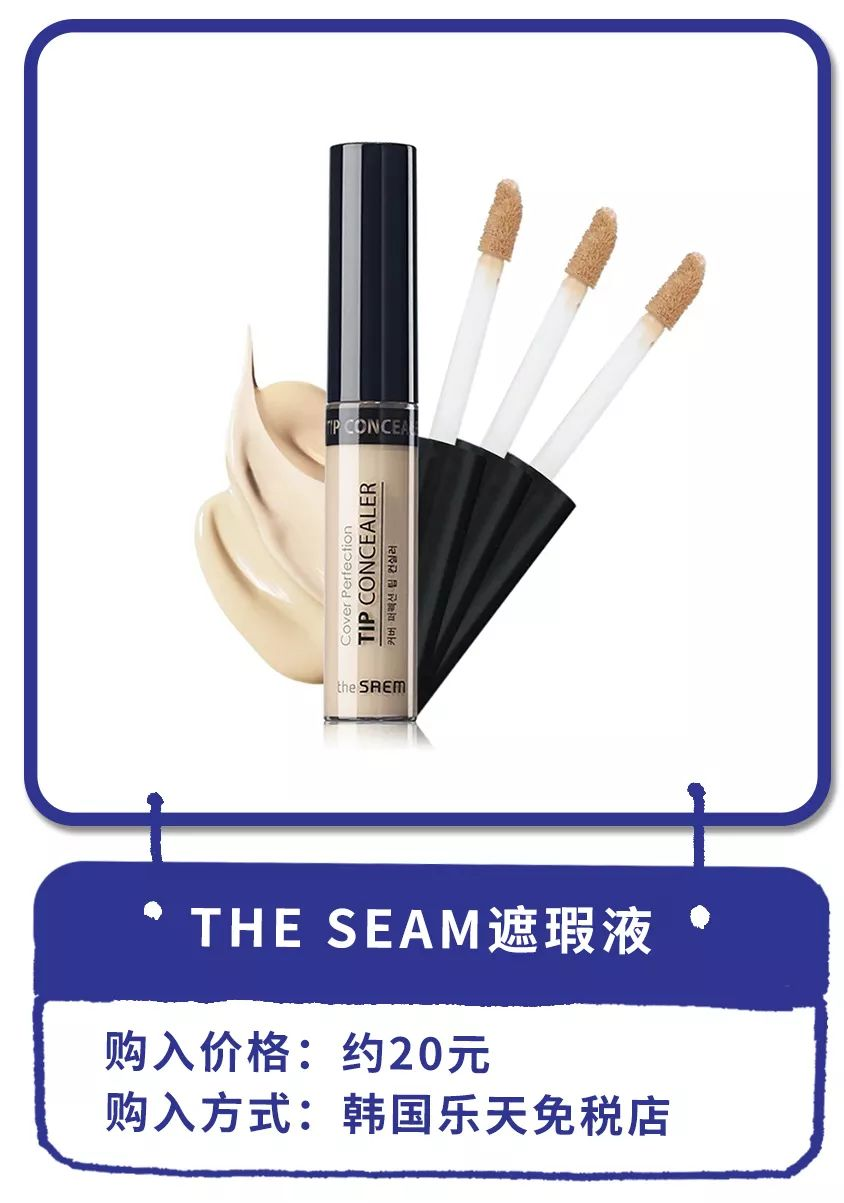 TIP CONCEA
Cover Perfection
TIP CONCEALER
커버 퍼펙션 팁 컨실러
the SAEM
THE SEAM遮瑕液
购入价格：约20元
购入方式：韩国乐天免税店